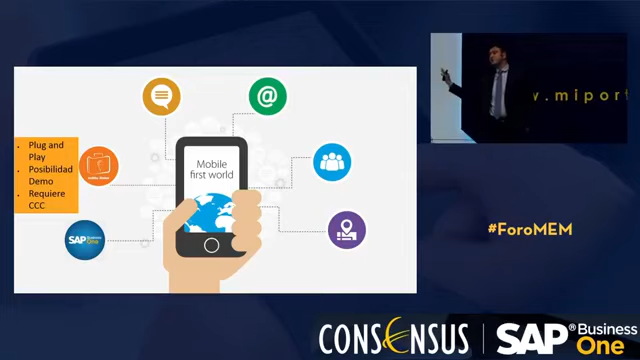 • Plug and
Play
• Posibilidad
Demo
• Requiere
CCC
@
Mobile
first world
SAP Business
One
w.miport
#ForoMEM
CONSENSUS
SAP® Business
One